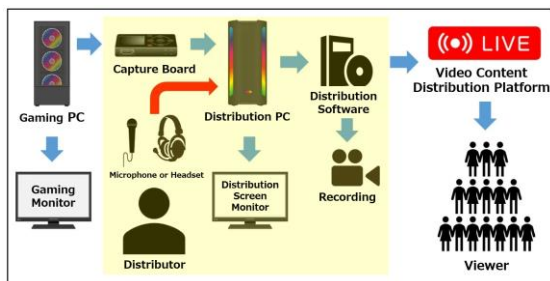 Gaming PC
Gaming
Monitor
Capture Board
Microphone or Headset
Distributor
Distribution PC
Distribution
Screen
Monitor
Distribution
Software
Recording
LIVE
Video Content
Distribution Platform
Viewer